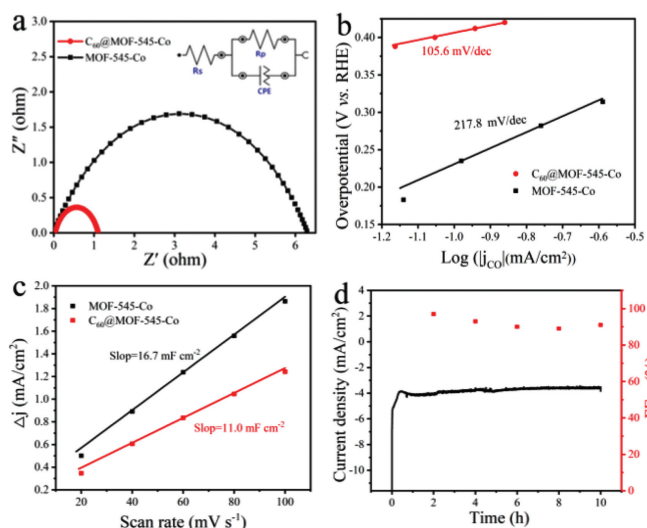 a
C₆₀@MOF-545-Co
MOF-545-Co
Rs
Rp
CPE
Z″ (ohm)
3.0
2.5
2.0
1.5
1.0
0.5
0.0
0 1 2 3 4 5 6
Z′ (ohm)
b
105.6 mV/dec
217.8 mV/dec
C₆₀@MOF-545-Co
MOF-545-Co
Overpotential (V vs. RHE)
0.40
0.35
0.30
0.25
0.20
0.15
-1.2 -1.1 -1.0 -0.9 -0.8 -0.7 -0.6 -0.5
Log (|jCO|(mA/cm²))
c
MOF-545-Co
C₆₀@MOF-545-Co
Slop=16.7 mF cm⁻²
Slop=11.0 mF cm⁻²
Δj (mA/cm²)
2.0
1.8
1.6
1.4
1.2
1.0
0.8
0.6
0.4
0.2
20 40 60 80 100
Scan rate (mV s⁻¹)
d
Current density (mA/cm²)
4
2
0
-2
-4
-6
-8
-10
100
80
60
40
20
0
0 2 4 6 8 10
Time (h)